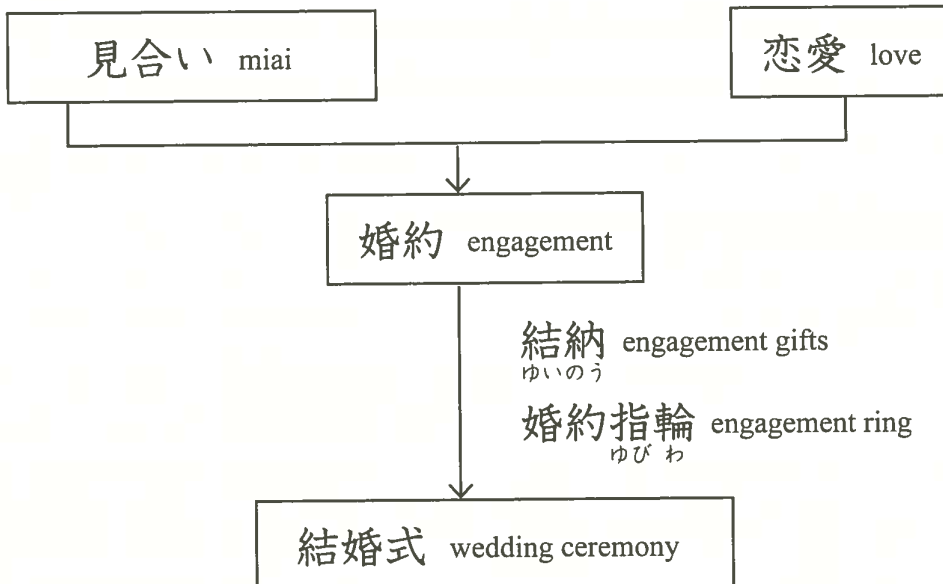 見合い miai
恋愛 love
婚約 engagement
結納 engagement gifts
ゆいのう
婚約指輪 engagement ring
ゆび わ
結婚式 wedding ceremony